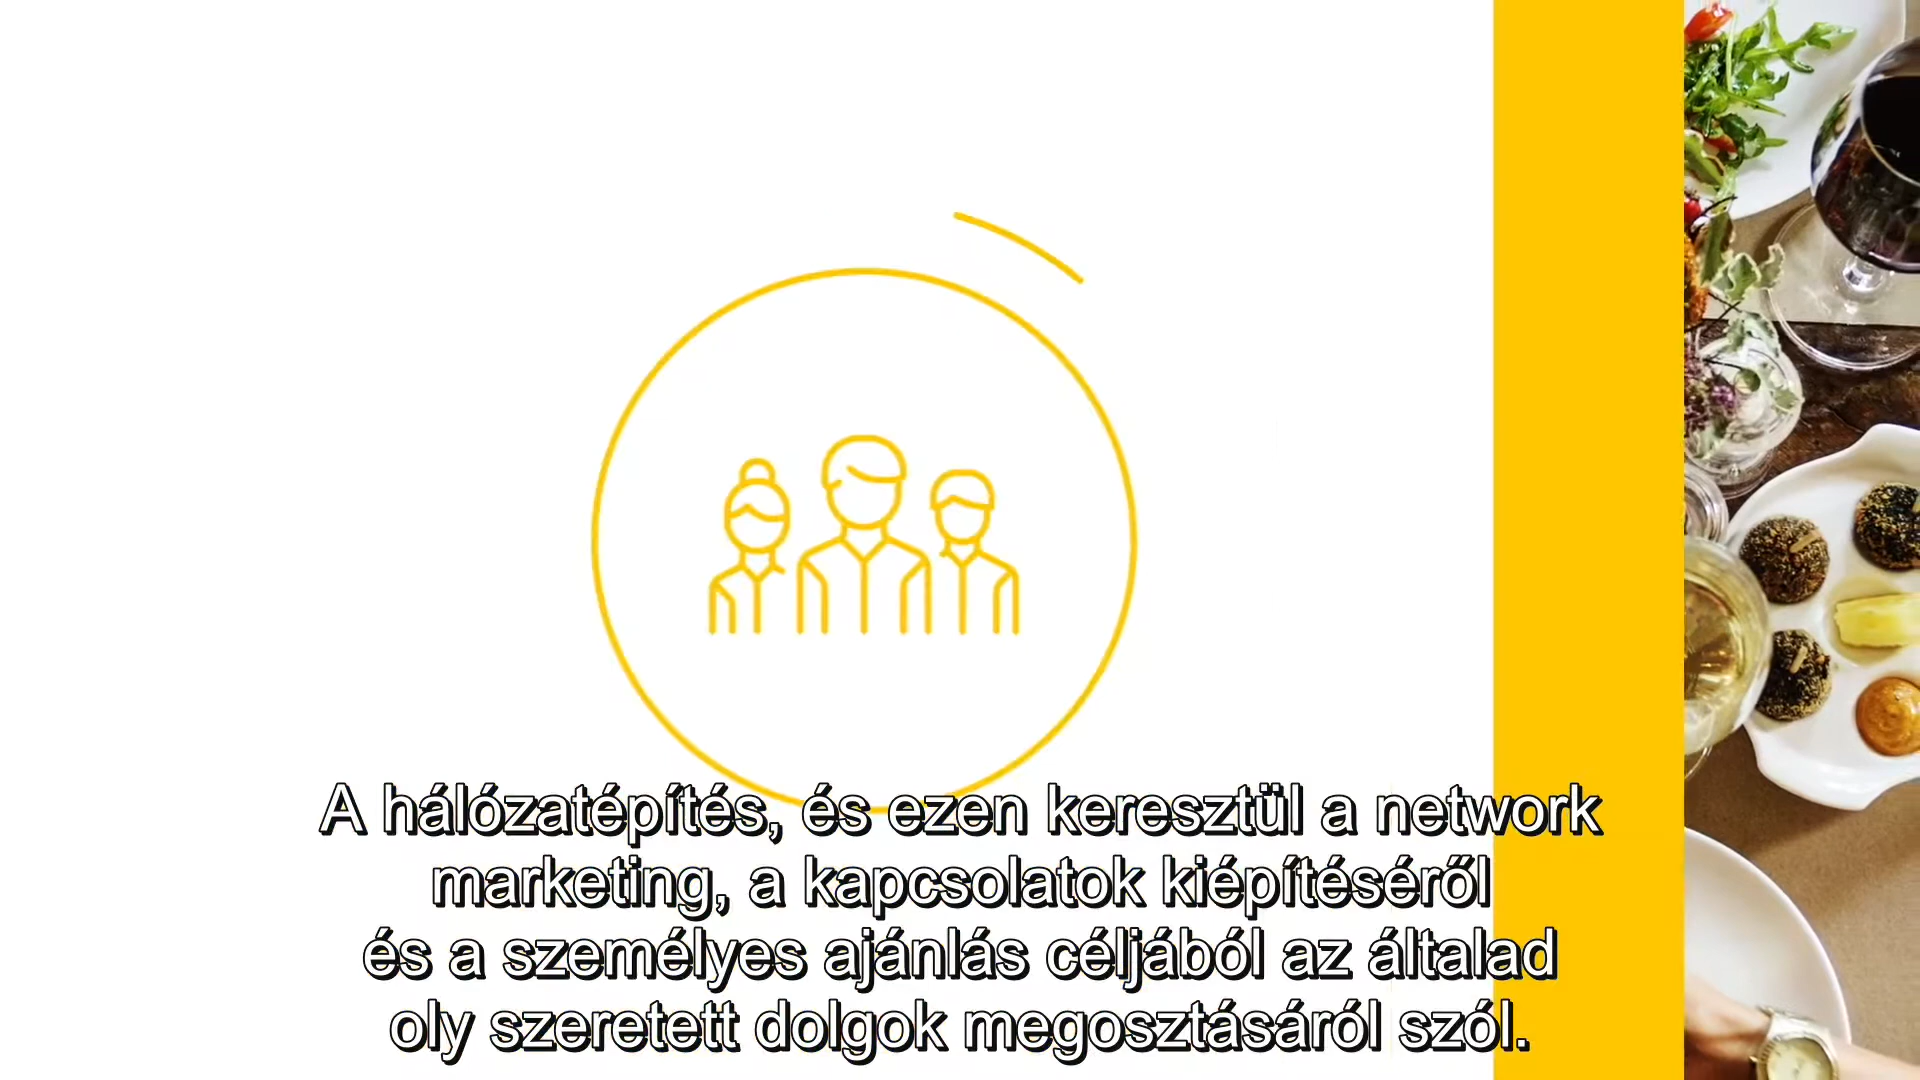 A hálózatépítés, és ezen keresztül a network
marketing, a kapcsolatok kiépítéséről
és a személyes ajánlás céljából az általad
oly szeretett dolgok megosztásáról szól.